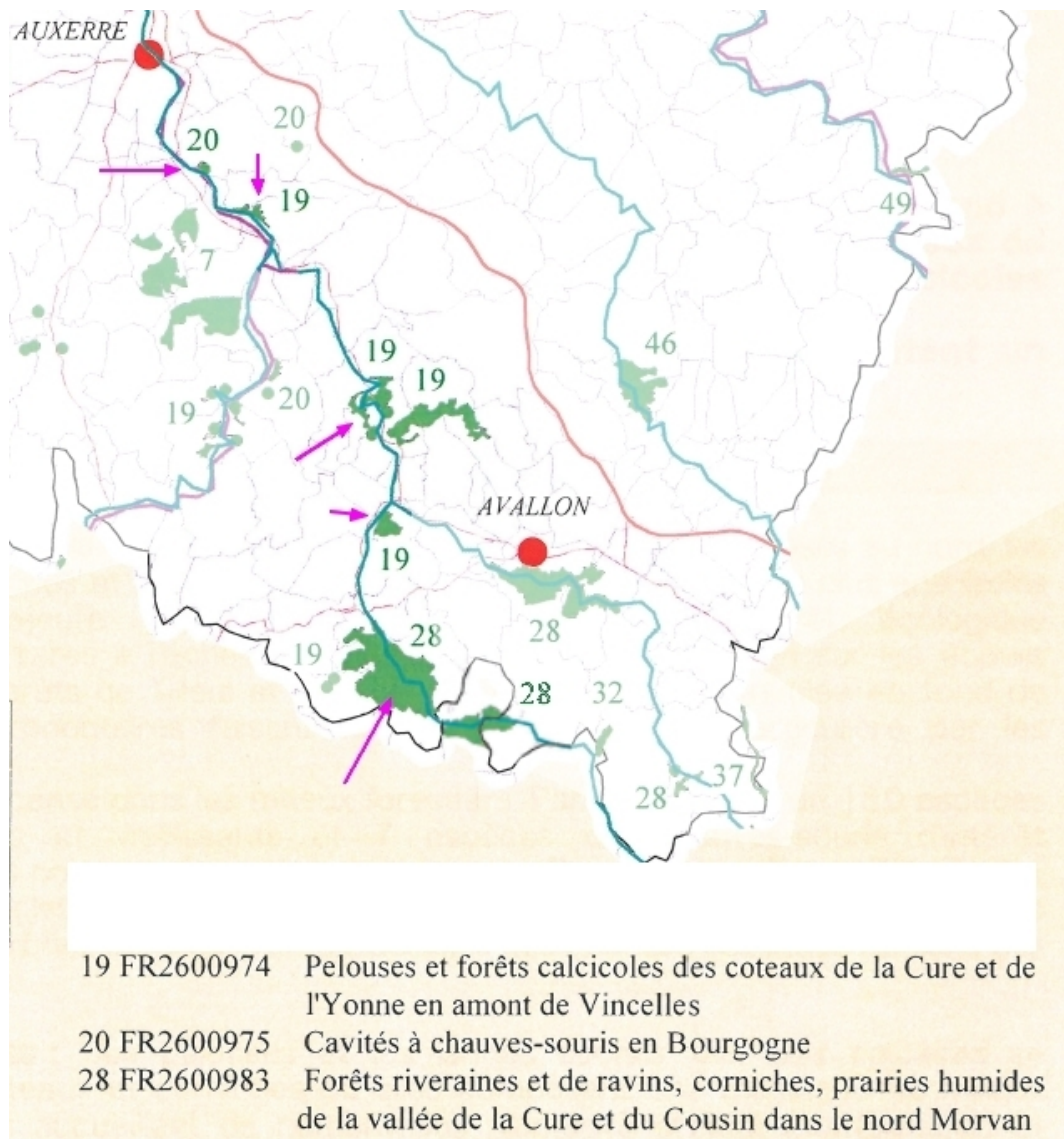 AUXERRE
20
20
19
49
7
46
19
19
20
19
AVALLON
19
28
28
19
28
32
37
28
19 FR2600974 Pelouses et forêts calcicoles des coteaux de la Cure et de
l'Yonne en amont de Vincelles
20 FR2600975 Cavités à chauves-souris en Bourgogne
28 FR2600983 Forêts riveraines et de ravins, corniches, prairies humides
de la vallée de la Cure et du Cousin dans le nord Morvan